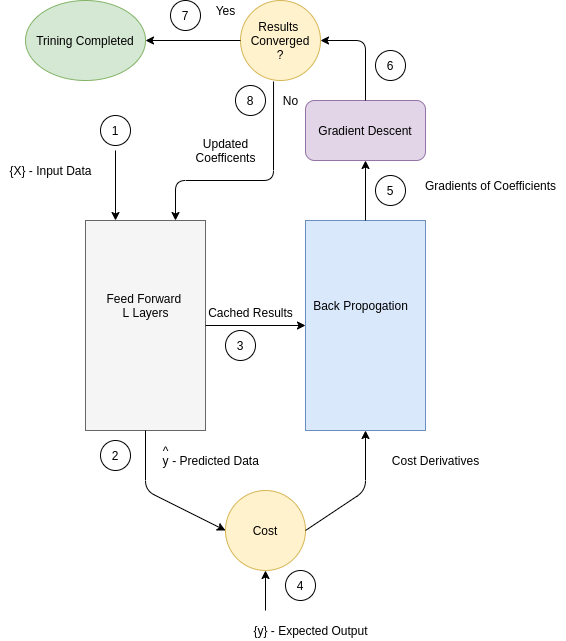 7
Yes
Results
Converged
?
Trining Completed
6
8
No
1
Gradient Descent
Updated
Coefficents
{X} - Input Data
5
Gradients of Coefficients
Feed Forward
L Layers
Back Propogation
Cached Results
3
2
^
y - Predicted Data
Cost Derivatives
Cost
4
{y} - Expected Output